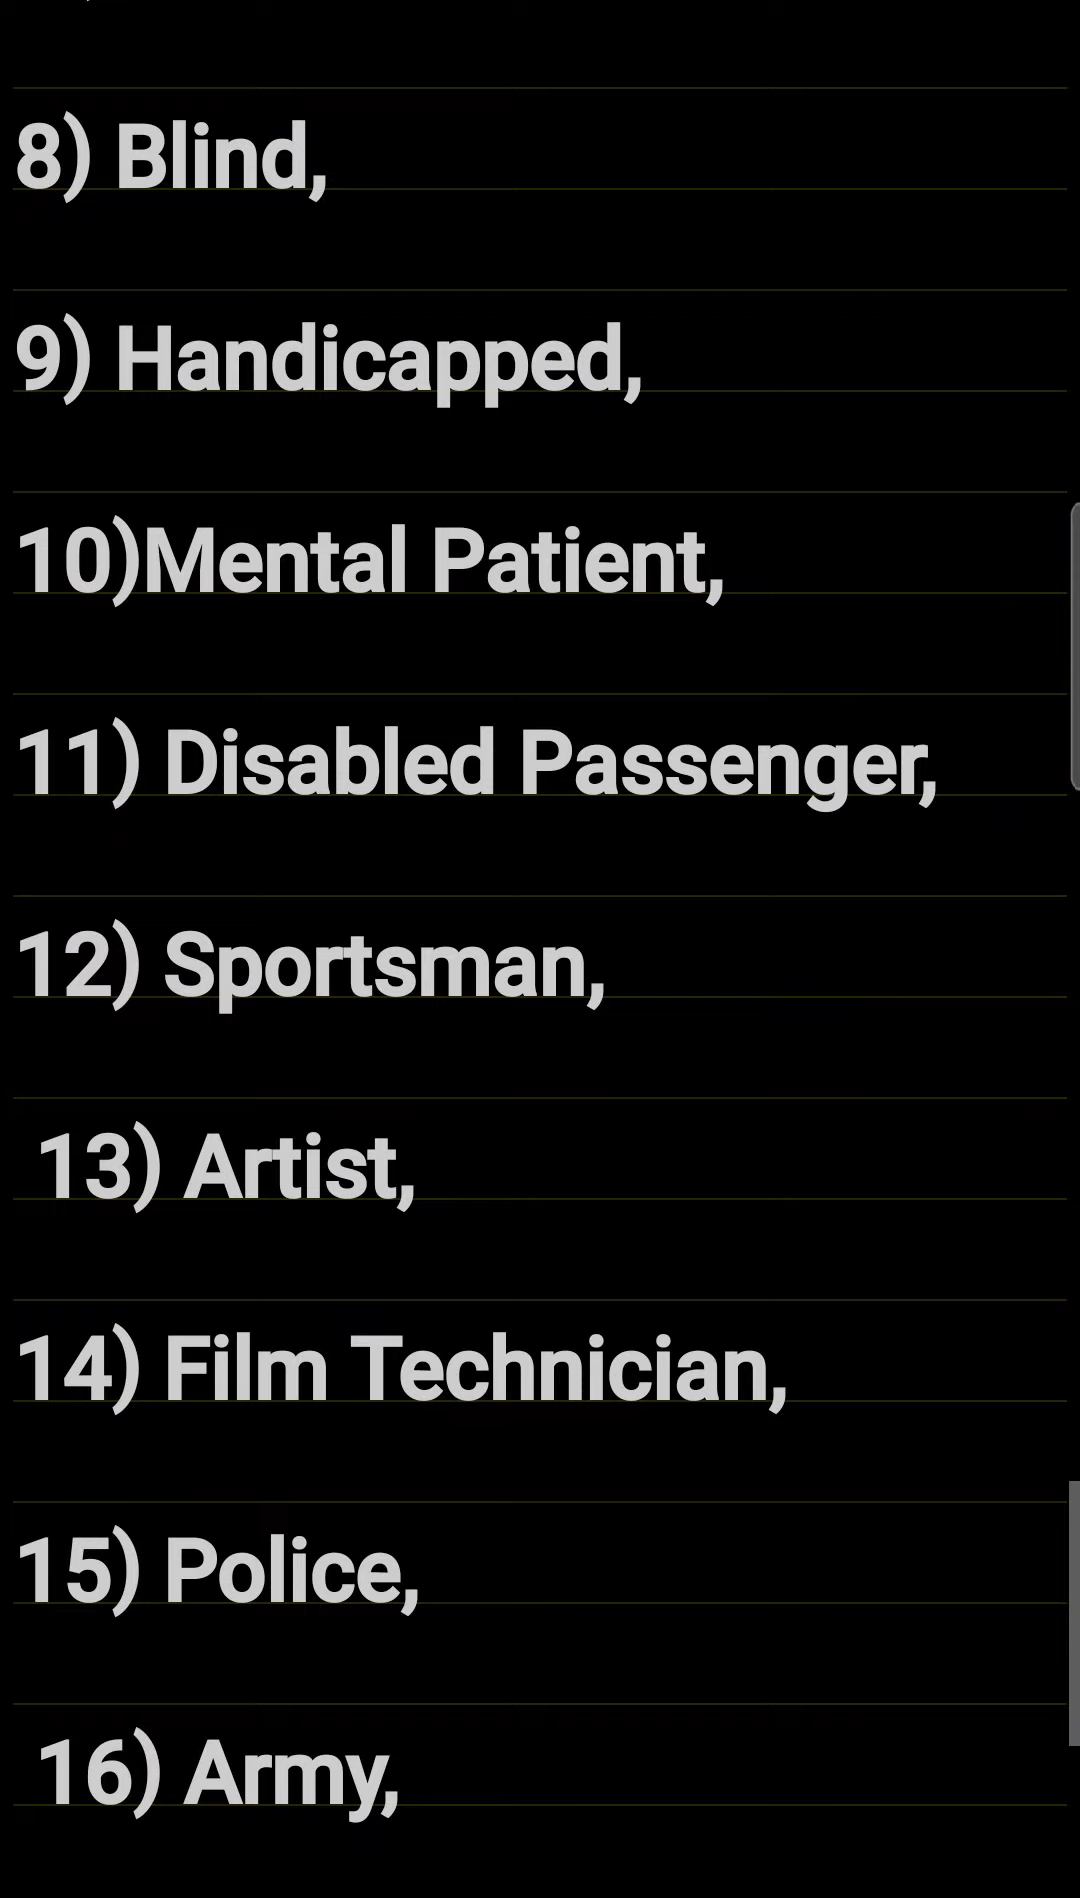 8) Blind,
9) Handicapped,
10)Mental Patient,
11) Disabled Passenger,
12) Sportsman,
13) Artist,
14) Film Technician,
15) Police,
16) Army,